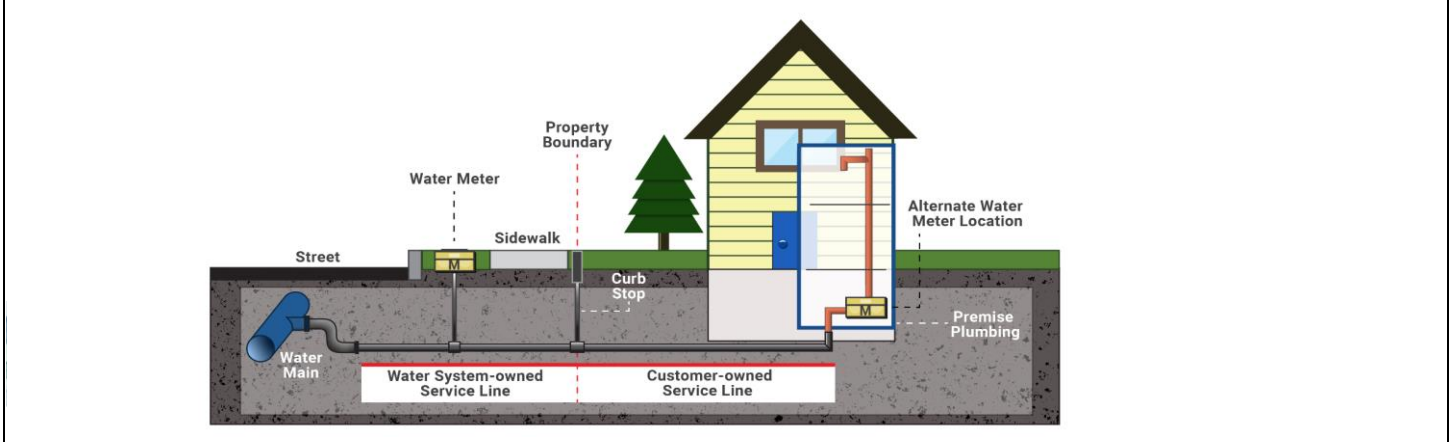 Property
Boundary
Water Meter
Alternate Water
Meter Location
Sidewalk
Street
M
Curb
Stop
M
Premise
Plumbing
Water
Main
Water System-owned
Service Line
Customer-owned
Service Line